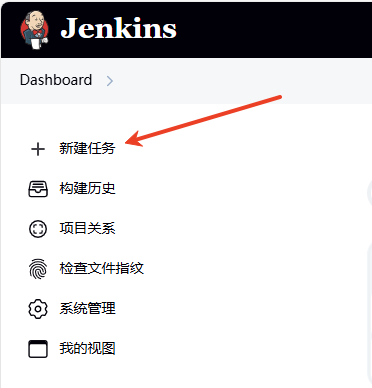 Jenkins
Dashboard
新建任务
构建历史
项目关系
检查文件指纹
系统管理
我的视图